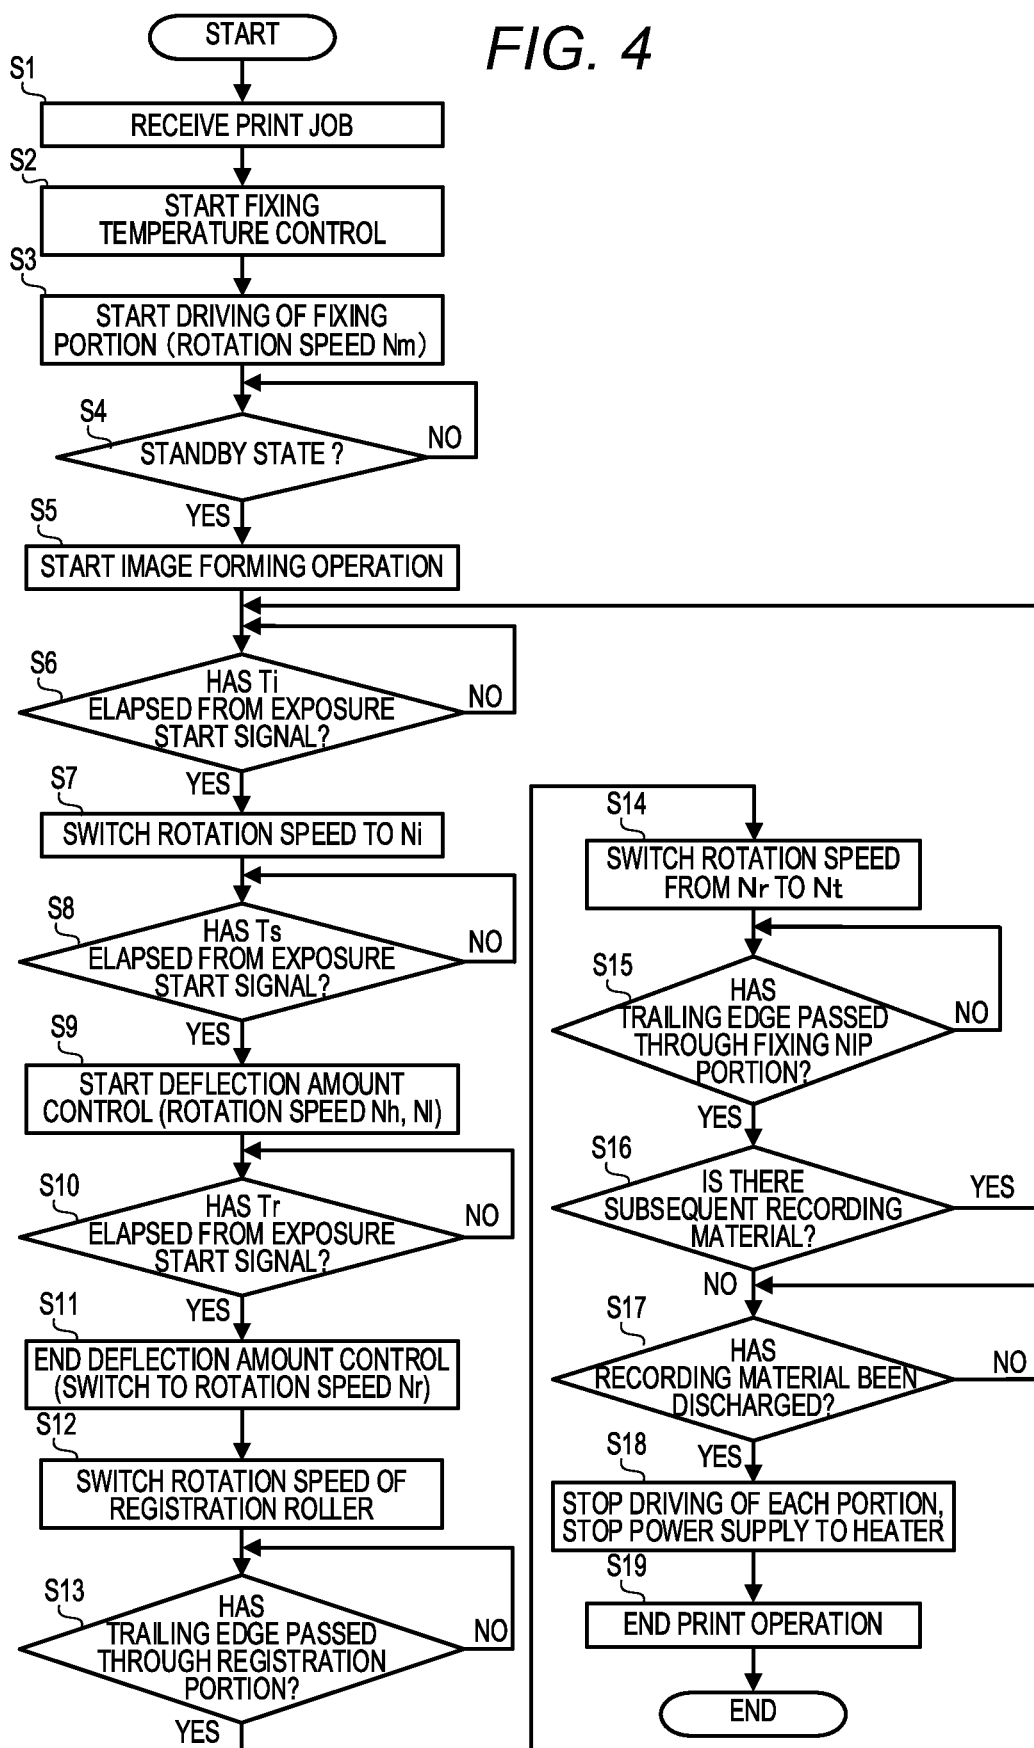 START
FIG. 4
S1
RECEIVE PRINT JOB
S2
START FIXING
TEMPERATURE CONTROL
S3
START DRIVING OF FIXING
PORTION (ROTATION SPEED Nm)
S4
STANDBY STATE ?
NO
YES
S5
START IMAGE FORMING OPERATION
S6
HAS Ti
ELAPSED FROM EXPOSURE
START SIGNAL?
NO
YES
S7
SWITCH ROTATION SPEED TO Ni
S8
HAS Ts
ELAPSED FROM EXPOSURE
START SIGNAL?
NO
YES
S9
START DEFLECTION AMOUNT
CONTROL (ROTATION SPEED Nh, Nl)
S10
HAS Tr
ELAPSED FROM EXPOSURE
START SIGNAL?
NO
YES
S11
END DEFLECTION AMOUNT CONTROL
(SWITCH TO ROTATION SPEED Nr)
S12
SWITCH ROTATION SPEED OF
REGISTRATION ROLLER
S13
HAS
TRAILING EDGE PASSED
THROUGH REGISTRATION
PORTION?
NO
YES
S14
SWITCH ROTATION SPEED
FROM Nr TO Nt
S15
HAS
TRAILING EDGE PASSED
THROUGH FIXING NIP
PORTION?
NO
YES
S16
IS THERE
SUBSEQUENT RECORDING
MATERIAL?
YES
NO
S17
HAS
RECORDING MATERIAL BEEN
DISCHARGED?
NO
YES
S18
STOP DRIVING OF EACH PORTION,
STOP POWER SUPPLY TO HEATER
S19
END PRINT OPERATION
END